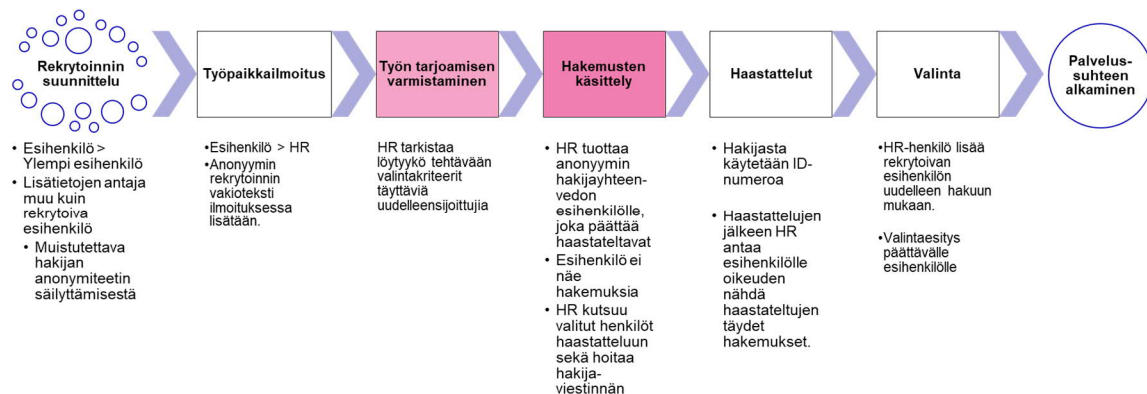 Rekrytoinnin
suunnittelu
Työpaikkailmoitus
Työn tarjoamisen
varmistaminen
Hakemusten
käsittely
Haastattelut
Valinta
Palvelus-
suhteen
alkaminen
• Esihenkilö >
Ylempi esihenkilö
• Lisätietojen antaja
muu kuin
rekrytoiva
esihenkilö
• Muistutettava
hakijan
anonymiteetin
säilyttämisestä
•Esihenkilö > HR
•Anonyymin
rekrytoinnin
vakioteksti
ilmoituksessa
lisätään.
HR tarkistaa
löytyykö tehtävään
valintakriteerit
täyttäviä
uudelleensijoittujia
• HR tuottaa
anonyymin
hakijayhteen-
vedon
esihenkilölle,
joka päättää
haastateltavat
• Esihenkilö ei
näe
hakemuksia
• HR kutsuu
valitut henkilöt
haastatteluun
sekä hoitaa
hakija-
viestinnän
• Hakijasta
käytetään ID-
numeroa
• Haastattelujen
jälkeen HR
antaa
esihenkilölle
oikeuden
nähdä
haastateltujen
täydet
hakemukset.
•HR-henkilö lisää
rekrytoivan
esihenkilön
uudelleen hakuun
mukaan.
•Valintaesitys
päättävälle
esihenkilölle